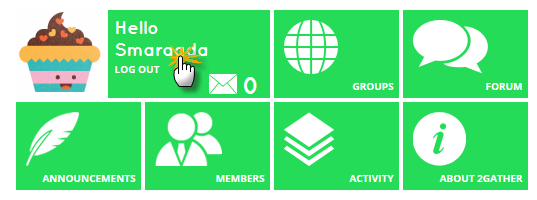 Hello
LOG OUT
0
GROUPS
FORUM
ANNOUNCEMENTS
MEMBERS
ACTIVITY
i
ABOUT 2GATHER